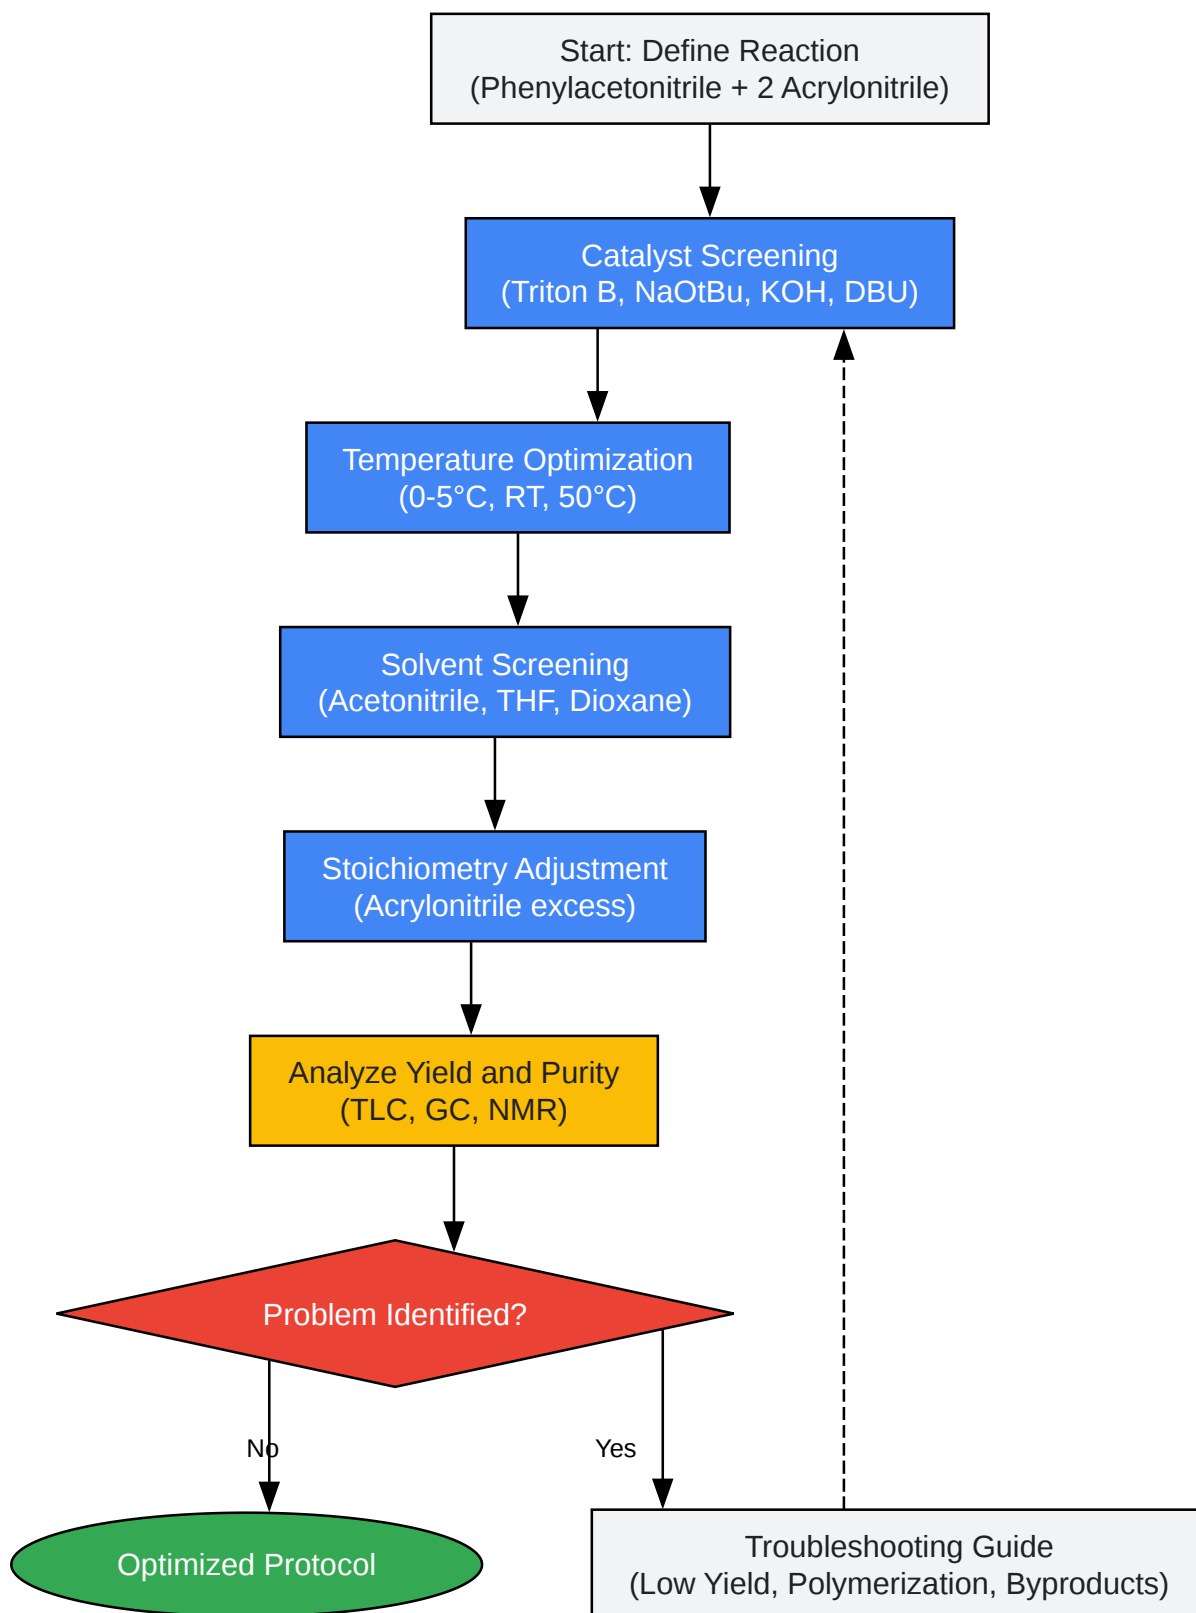 Start: Define Reaction
(Phenylacetonitrile + 2 Acrylonitrile)
Catalyst Screening
(Triton B, NaOtBu, KOH, DBU)
Temperature Optimization
(0-5°C, RT, 50°C)
Solvent Screening
(Acetonitrile, THF, Dioxane)
Stoichiometry Adjustment
(Acrylonitrile excess)
Analyze Yield and Purity
(TLC, GC, NMR)
Problem Identified?
No
Yes
Optimized Protocol
Troubleshooting Guide
(Low Yield, Polymerization, Byproducts)